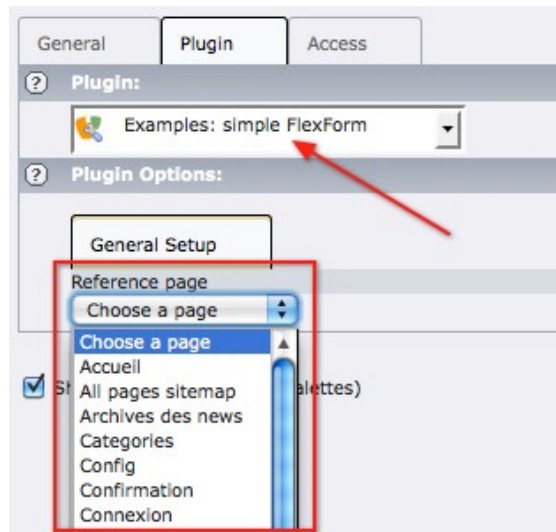 General Plugin Access
? Plugin:
Examples: simple FlexForm
? Plugin Options:
General Setup
Reference page
Choose a page
Choose a page
Accueil
All pages sitemap
Archives des news
Categories
Config
Confirmation
Connexion